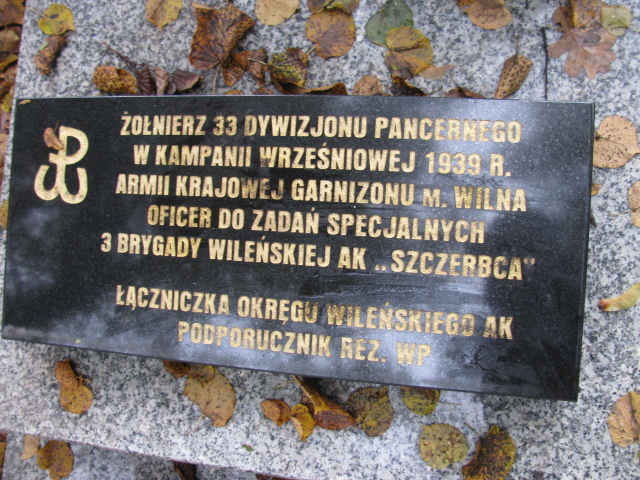 ŻOŁNIERZ 33 DYWIZJONU PANCERNEGO
W KAMPANII WRZEŚNIOWEJ 1939 R.
ARMII KRAJOWEJ GARNIZONU M. WILNA
OFICER DO ZADAŃ SPECJALNYCH
3 BRYGADY WILEŃSKIEJ AK „SZCZERBCA"
ŁĄCZNICZKA OKRĘGU WILEŃSKIEGO AK
PODPORUCZNIK REZ. WP